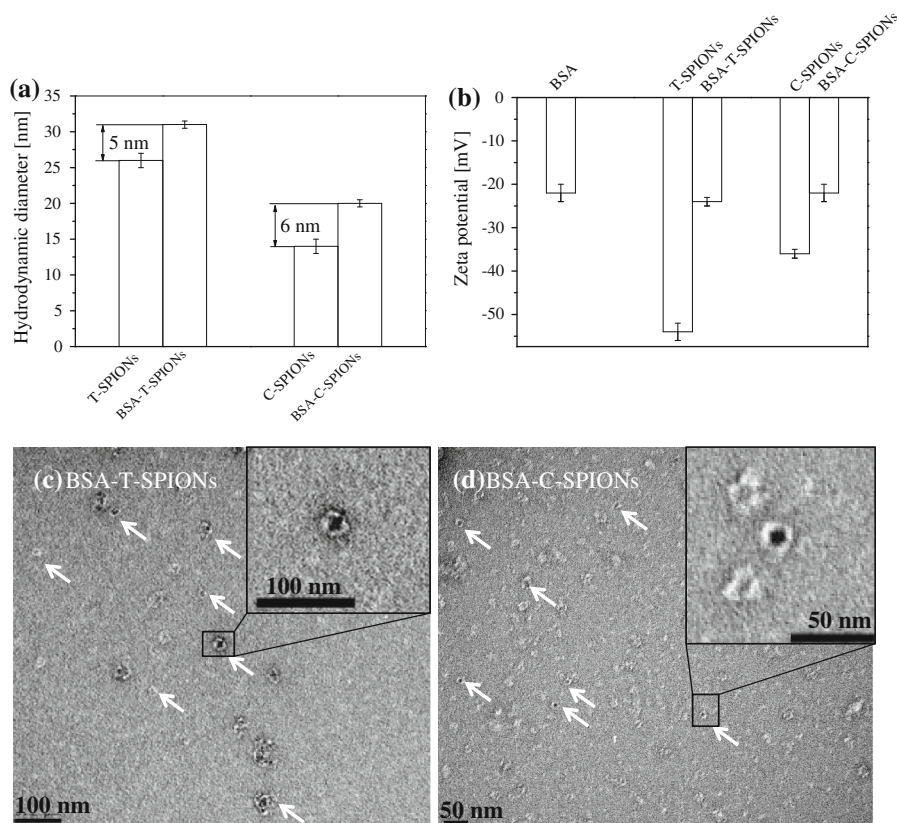 (a)
Hydrodynamic diameter [nm]
35
30
25
20
15
10
5
0
5 nm
6 nm
T-SPIONs
BSA-T-SPIONs
C-SPIONs
BSA-C-SPIONs
(b)
BSA
T-SPIONs
BSA-T-SPIONs
C-SPIONs
BSA-C-SPIONs
Zeta potential [mV]
0
-10
-20
-30
-40
-50
(c) BSA-T-SPIONs
100 nm
100 nm
(d) BSA-C-SPIONs
50 nm
50 nm